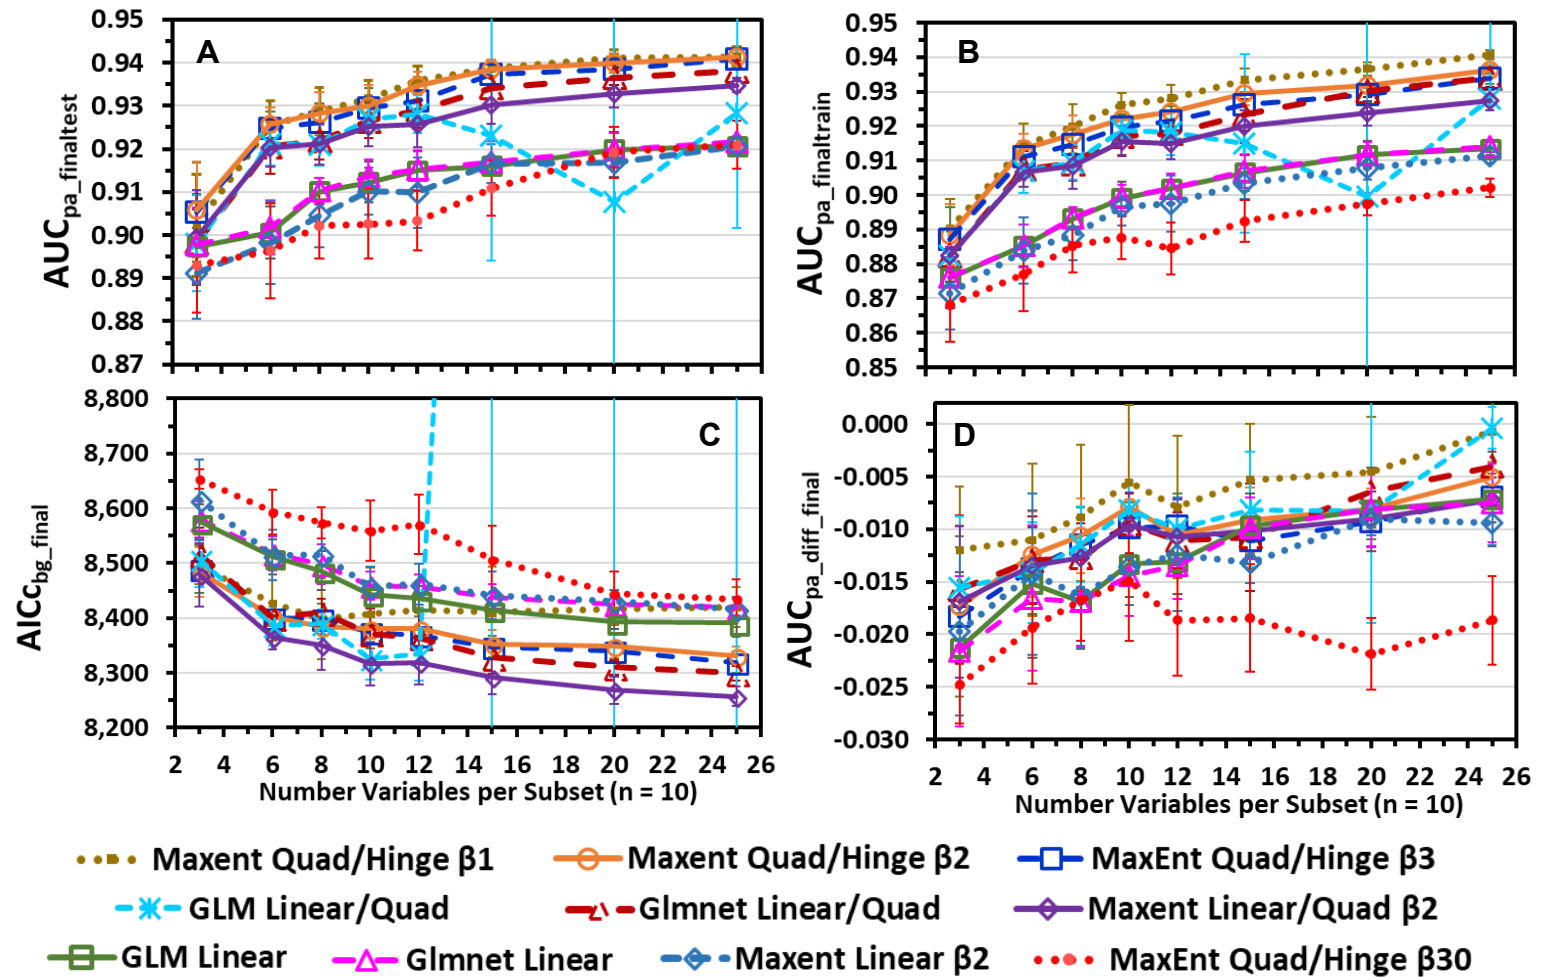 A
AUCpa_finaltest
0.95
0.94
0.93
0.92
0.91
0.90
0.89
0.88
0.87
B
AUCpa_finaltrain
0.95
0.94
0.93
0.92
0.91
0.90
0.89
0.88
0.87
0.86
0.85
C
AICcbg_final
8,800
8,700
8,600
8,500
8,400
8,300
8,200
2 4 6 8 10 12 14 16 18 20 22 24 26
Number Variables per Subset (n = 10)
D
AUCpa_diff_final
0.000
-0.005
-0.010
-0.015
-0.020
-0.025
-0.030
2 4 6 8 10 12 14 16 18 20 22 24 26
Number Variables per Subset (n = 10)
Maxent Quad/Hinge β1 Maxent Quad/Hinge β2 MaxEnt Quad/Hinge β3
GLM Linear/Quad Glmnet Linear/Quad Maxent Linear/Quad β2
GLM Linear Glmnet Linear Maxent Linear β2 MaxEnt Quad/Hinge β30